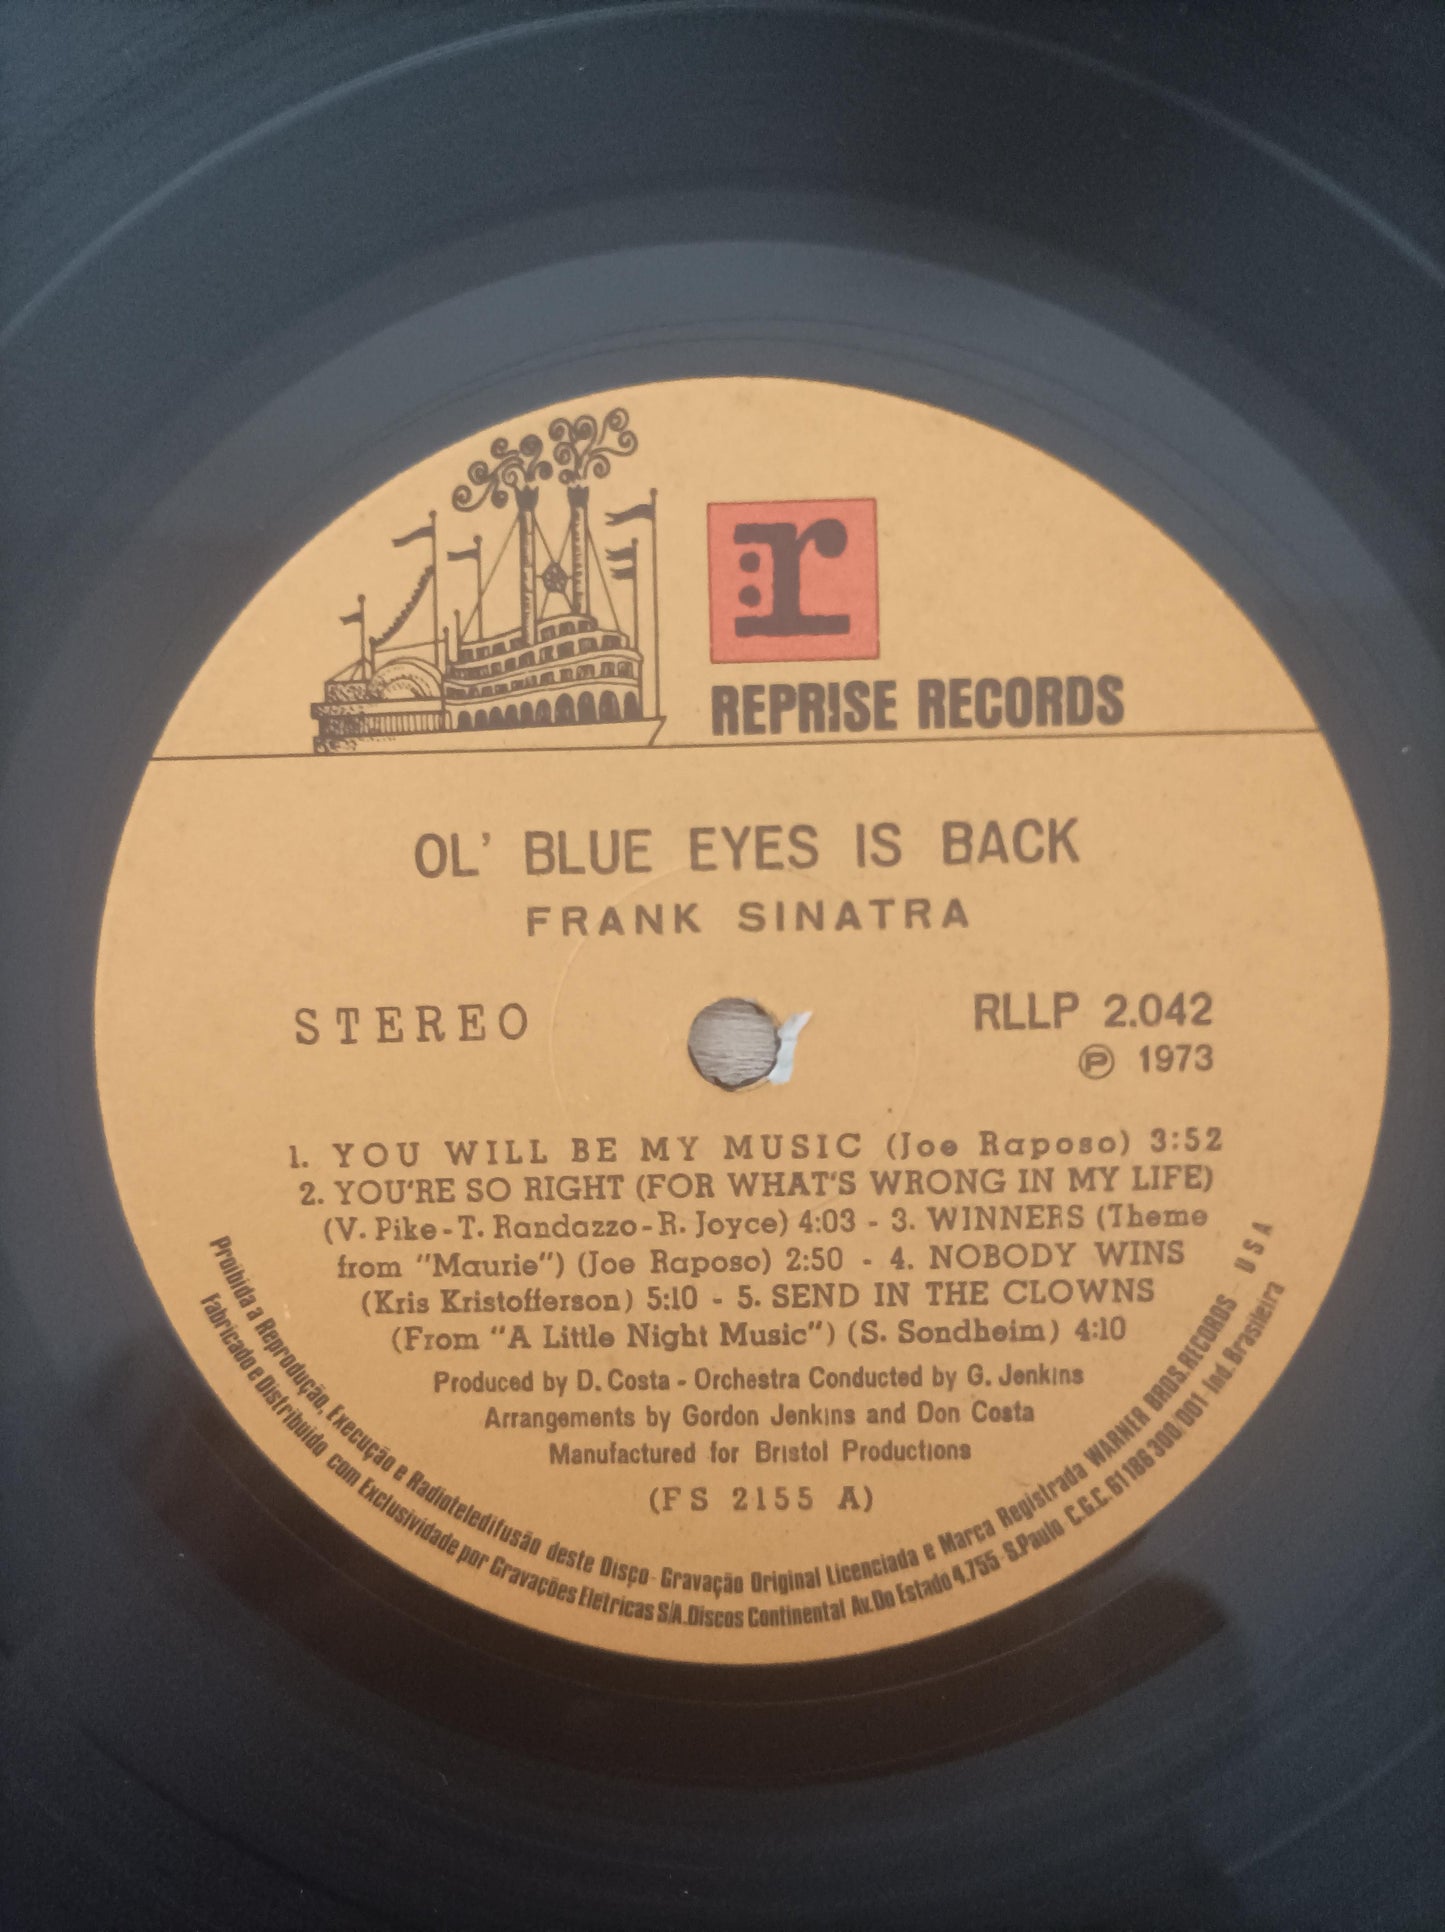 r:
REPRISE RECORDS
OL' BLUE EYES IS BACK
FRANK SINATRA
STEREO
RLLP 2.042
℗ 1973
1. YOU WILL BE MY MUSIC (Joe Raposo) 3:52
2. YOU'RE SO RIGHT (FOR WHAT'S WRONG IN MY LIFE)
(V. Pike-T. Randazzo-R. Joyce) 4:03 - 3. WINNERS (Theme
from "Maurie") (Joe Raposo) 2:50 - 4. NOBODY WINS
(Kris Kristofferson) 5:10 - 5. SEND IN THE CLOWNS
(From "A Little Night Music") (S. Sondheim) 4:10
Produced by D. Costa - Orchestra Conducted by G. Jenkins
Arrangements by Gordon Jenkins and Don Costa
Manufactured for Bristol Productions
(FS 2155 A)
Proibida a Reprodução, Execução e Radioteledifusão deste Disco - Gravação Original Licenciada e Marca Registrada WARNER BROS. RECORDS - USA
Fabricado e Distribuido com Exclusividade por Gravações Elétricas S/A. Discos Continental Av. Do Estado 4.755 - S.Paulo C.G.C. 61 186 300/001 Ind. Brasileira